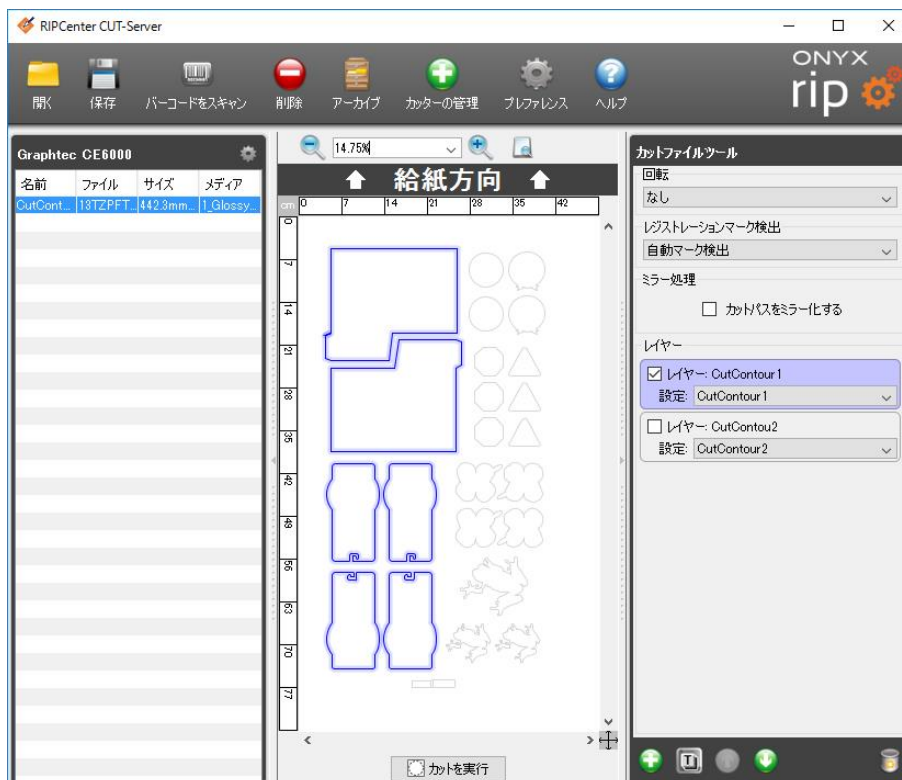 RIPCenter CUT-Server
開く 保存 バーコードをスキャン 削除 アーカイブ カッターの管理 プレファレンス ヘルプ
ONYX
rip
Graphtec CE6000
名前 ファイル サイズ メディア
CutCont... 13TZPFT... 442.3mm... 1_Glossy...
14.75%
給紙方向
cm 0 7 14 21 28 35 42
0
7
14
21
28
35
42
49
56
63
70
77
カットを実行
カットファイルツール
回転
なし
レジストレーションマーク検出
自動マーク検出
ミラー処理
カットパスをミラー化する
レイヤー
レイヤー: CutContour1
設定: CutContour1
レイヤー: CutContou2
設定: CutContour2